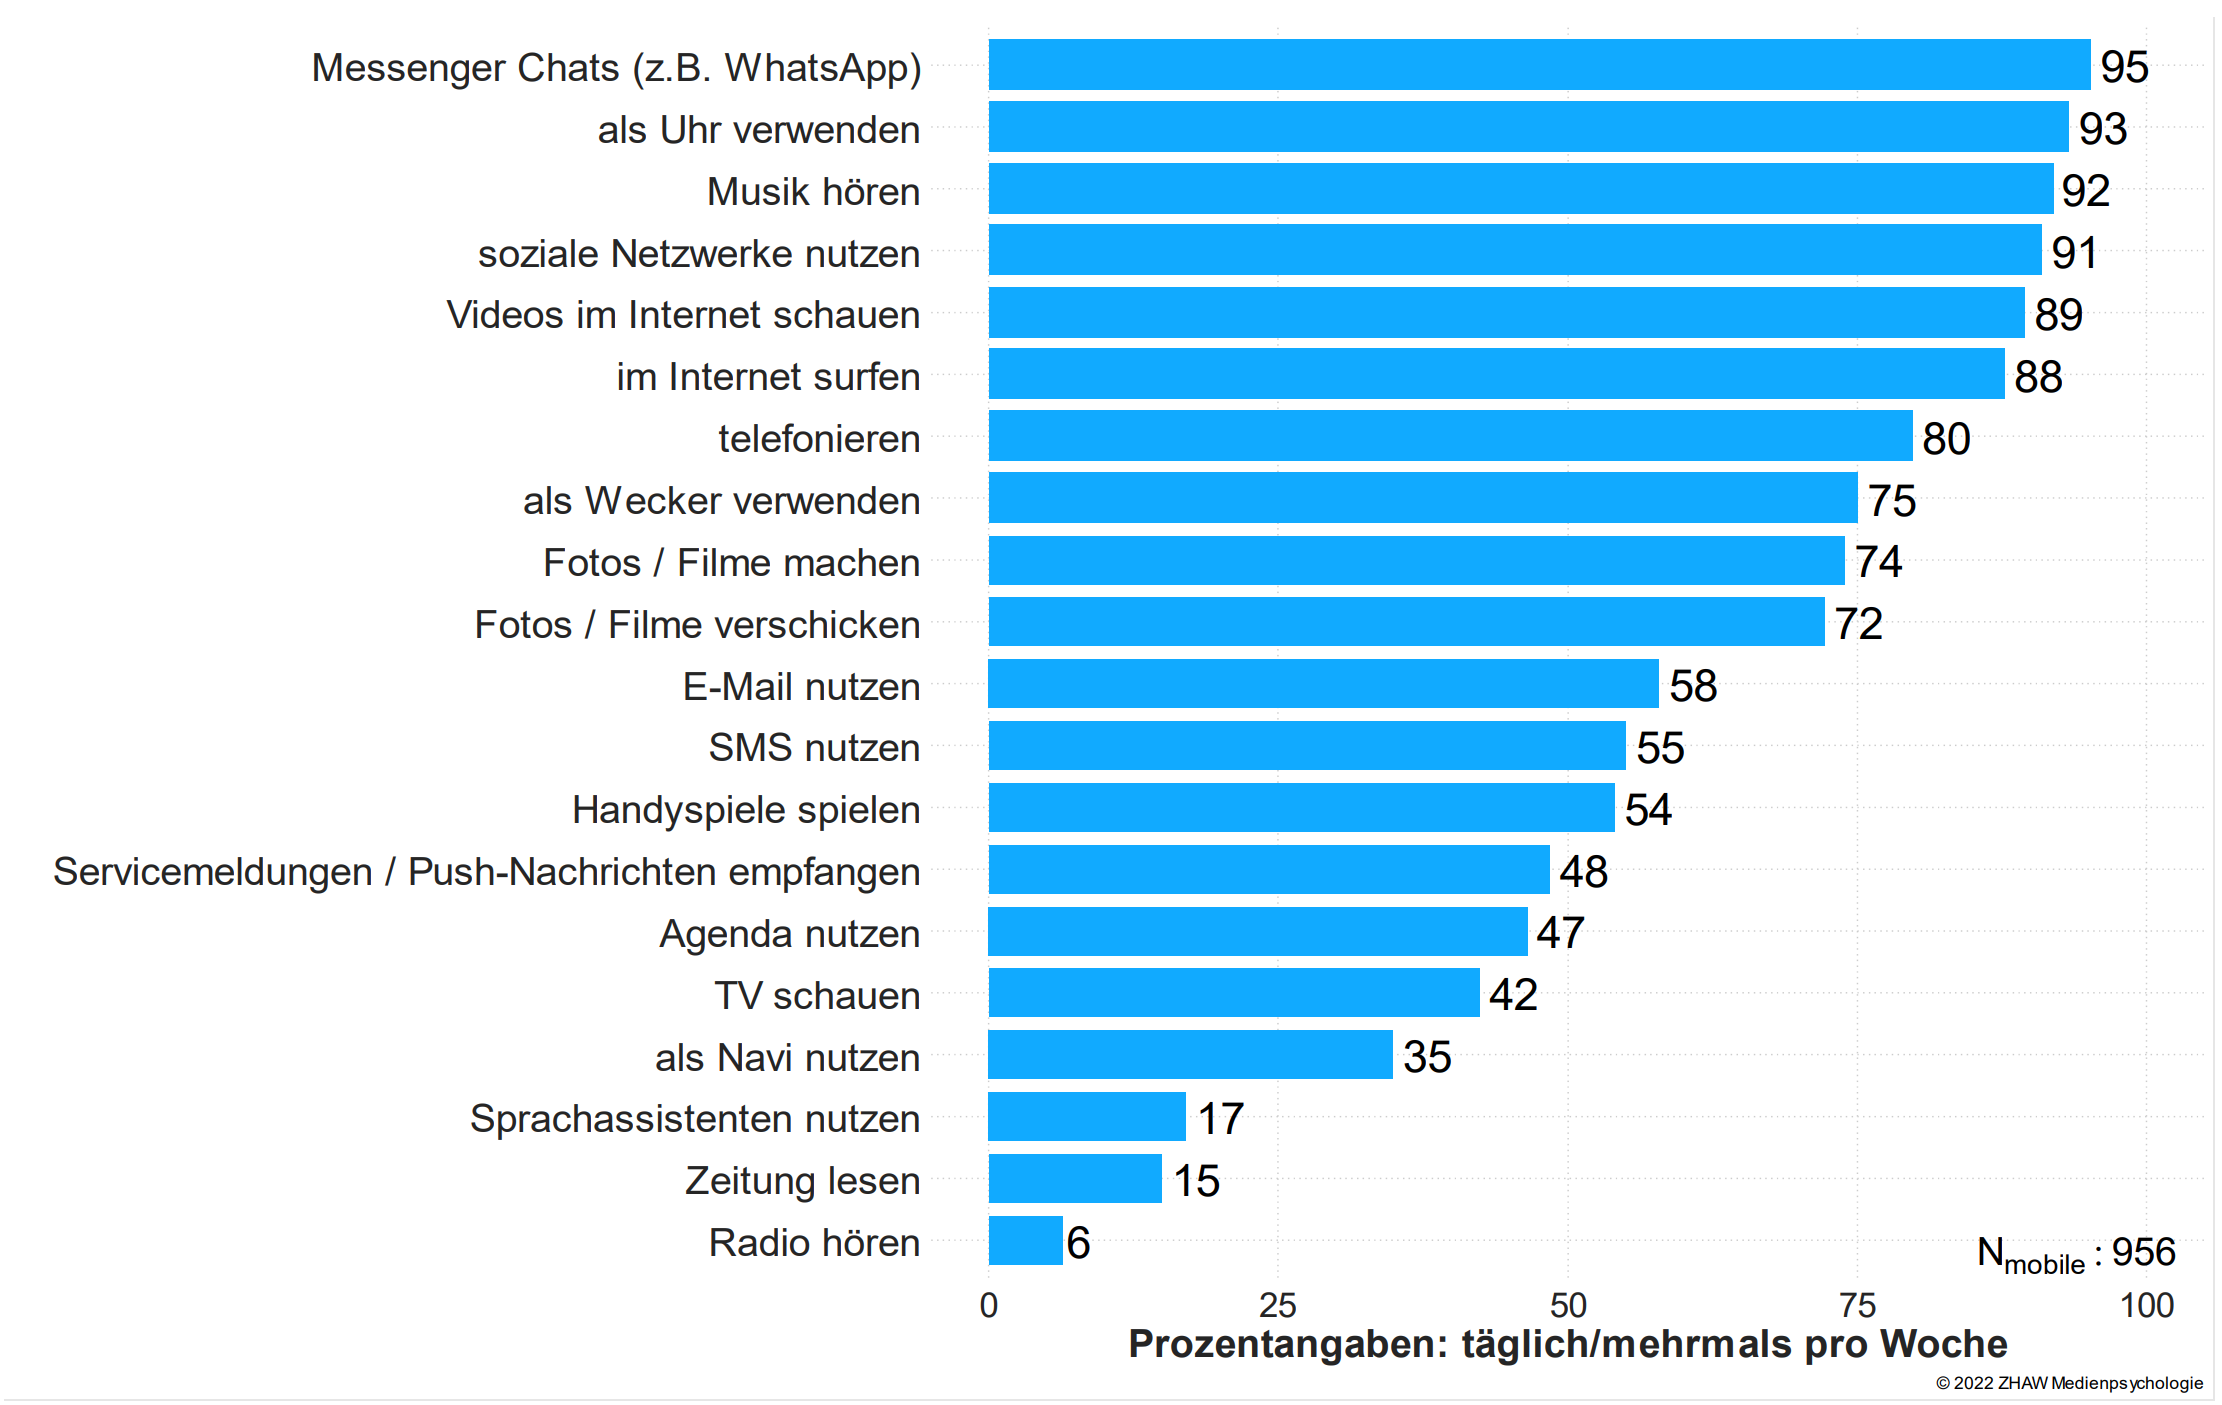 Messenger Chats (z.B. WhatsApp) 95
als Uhr verwenden 93
Musik hören 92
soziale Netzwerke nutzen 91
Videos im Internet schauen 89
im Internet surfen 88
telefonieren 80
als Wecker verwenden 75
Fotos / Filme machen 74
Fotos / Filme verschicken 72
E-Mail nutzen 58
SMS nutzen 55
Handyspiele spielen 54
Servicemeldungen / Push-Nachrichten empfangen 48
Agenda nutzen 47
TV schauen 42
als Navi nutzen 35
Sprachassistenten nutzen 17
Zeitung lesen 15
Radio hören 6
Nmobile : 956
0 25 50 75 100
Prozentangaben: täglich/mehrmals pro Woche
© 2022 ZHAW Medienpsychologie